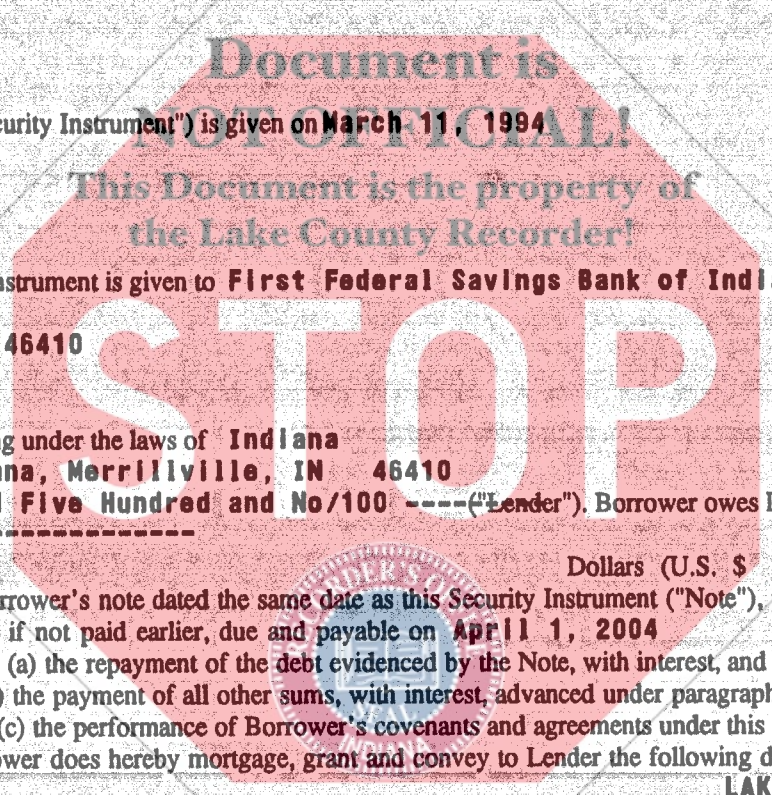 Document is
NOT OFFICIAL!
curity Instrument") is given on March 11, 1994
This Document is the property of
the Lake County Recorder!
nstrument is given to First Federal Savings Bank of Indi
STOP
46410
g under the laws of Indiana
na, Merrillville, IN 46410
Five Hundred and No/100 ----("Lender"). Borrower owes
--------------
Dollars (U.S. $
rrower's note dated the same date as this Security Instrument ("Note"),
if not paid earlier, due and payable on April 1, 2004
(a) the repayment of the debt evidenced by the Note, with interest, and
) the payment of all other sums, with interest, advanced under paragraph
(c) the performance of Borrower's covenants and agreements under this
ower does hereby mortgage, grant and convey to Lender the following d
LAK
RECORDER'S OF
SEAL
INDIANA